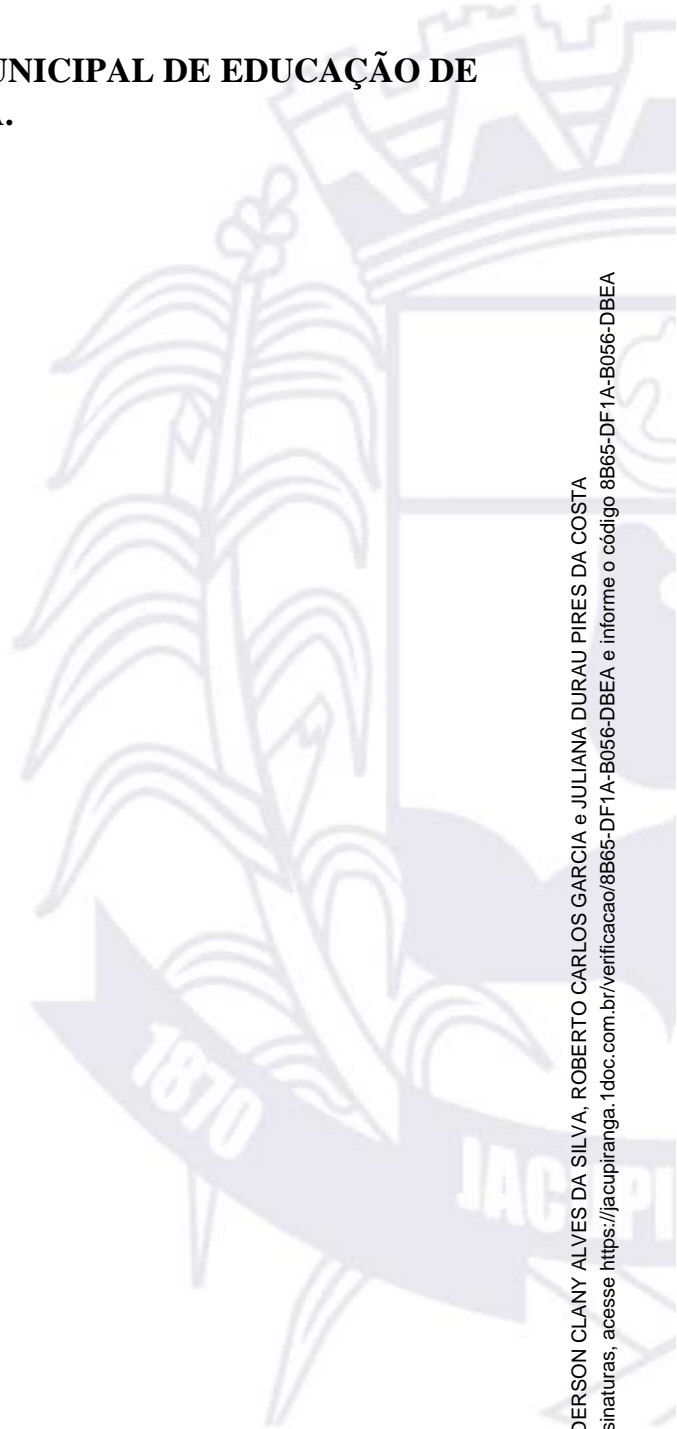 UNICIPAL DE EDUCAÇÃO DE
A.
1870
JACUPI
DERSON CLANY ALVES DA SILVA, ROBERTO CARLOS GARCIA e JULIANA DURAU PIRES DA COSTA
sinaturas, acesse https://jacupiranga.1doc.com.br/verificacao/8B65-DF1A-B056-DBEA e informe o código 8B65-DF1A-B056-DBEA